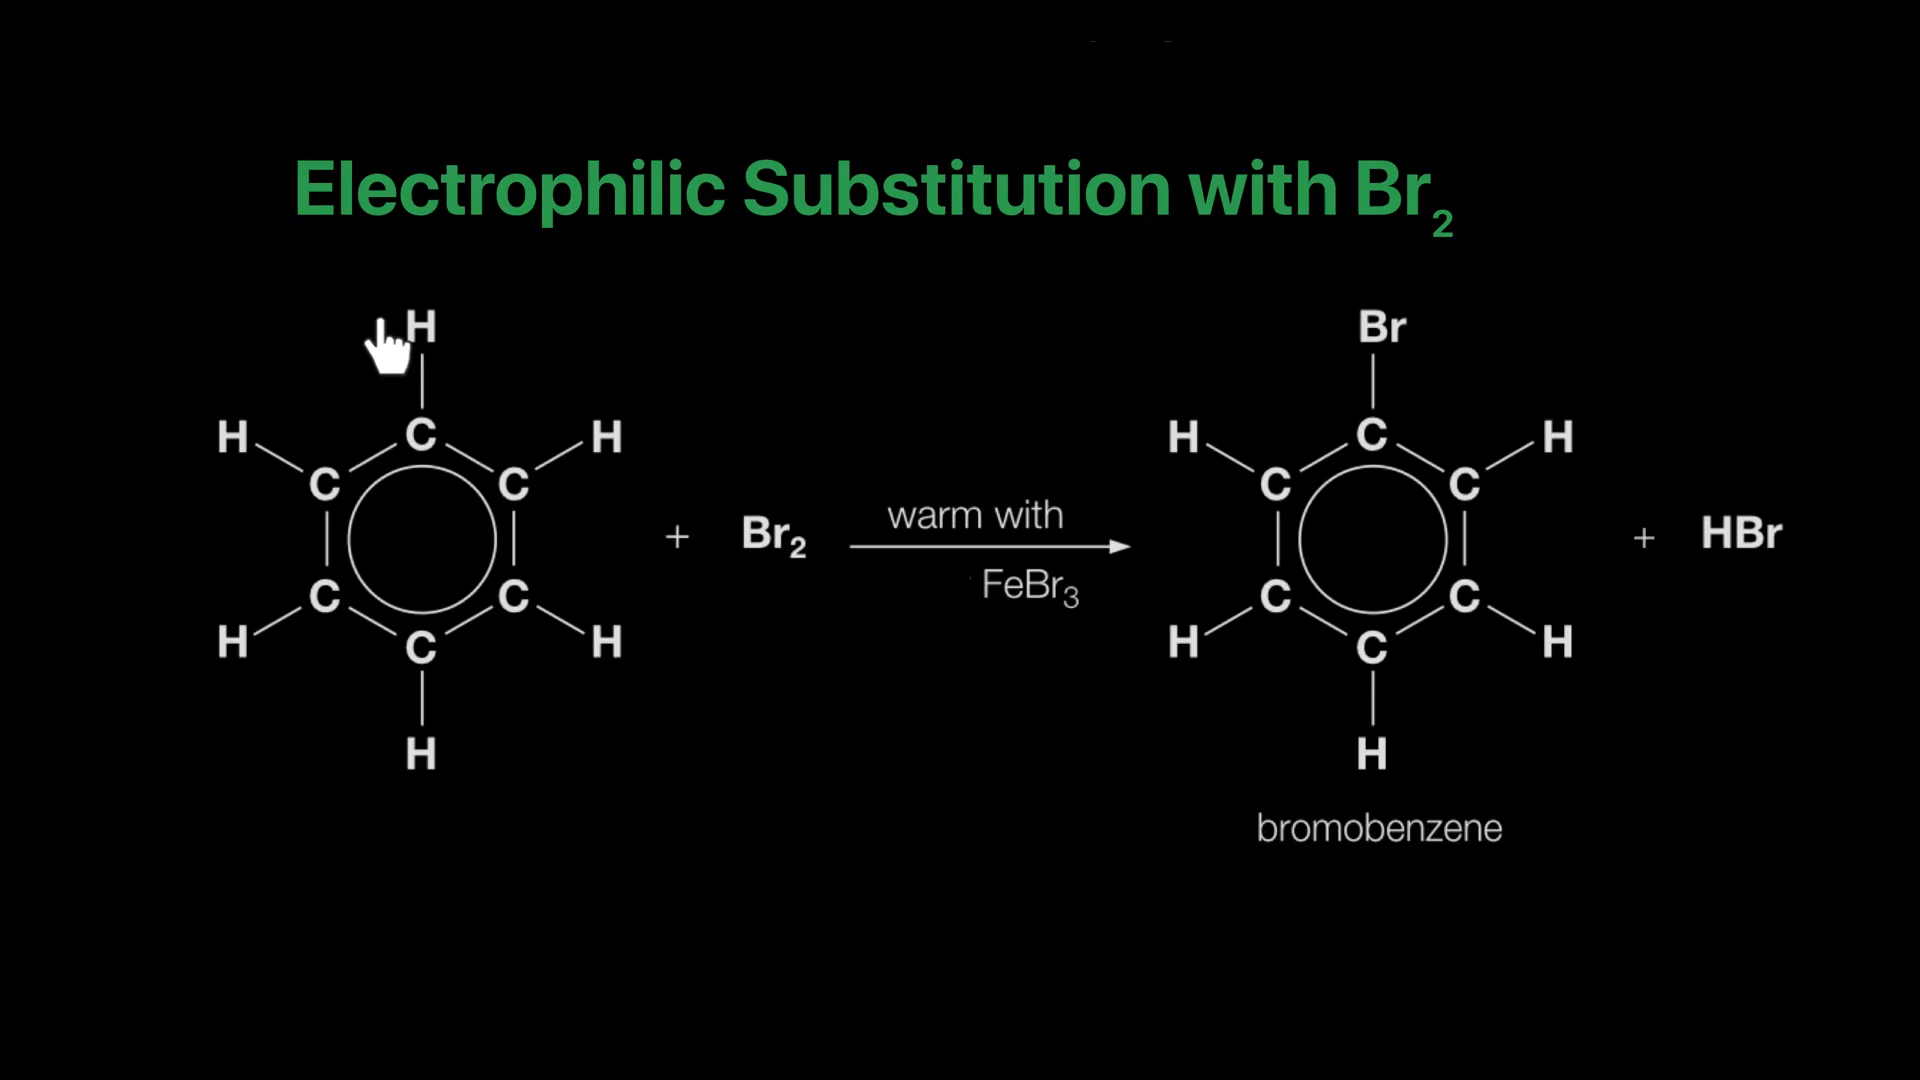 Electrophilic Substitution with Br₂
H Br
H C H H C H
C C C C
+ Br₂ warm with + HBr
FeBr₃
C C C C
H C H H C H
H H
bromobenzene